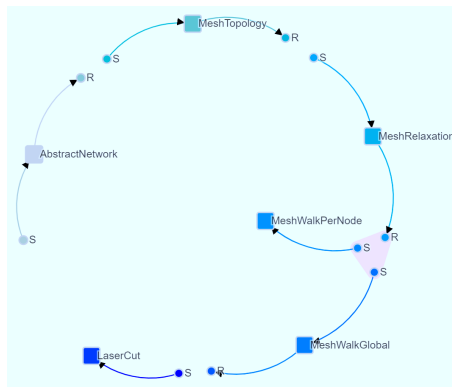 MeshTopology
R
S
S
R
MeshRelaxation
AbstractNetwork
MeshWalkPerNode
R
S
S
S
MeshWalkGlobal
LaserCut
S
R